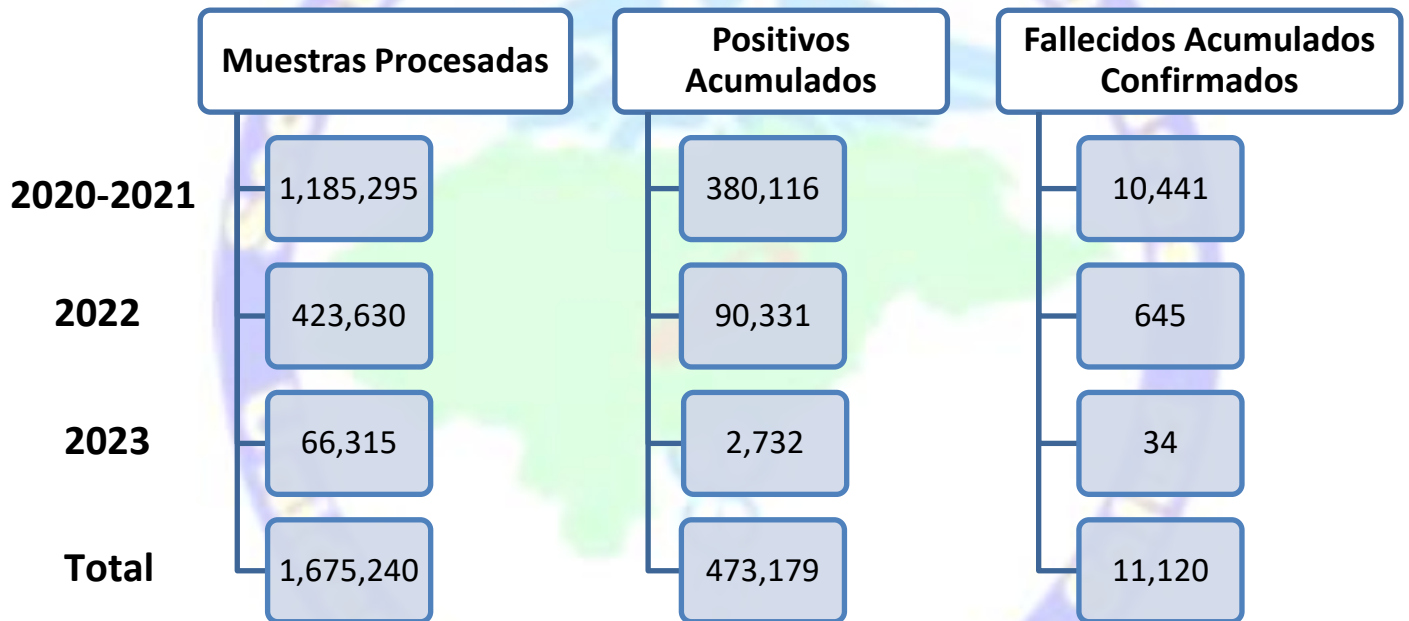 Muestras Procesadas
Positivos
Acumulados
Fallecidos Acumulados
Confirmados
2020-2021
1,185,295
380,116
10,441
2022
423,630
90,331
645
2023
66,315
2,732
34
Total
1,675,240
473,179
11,120